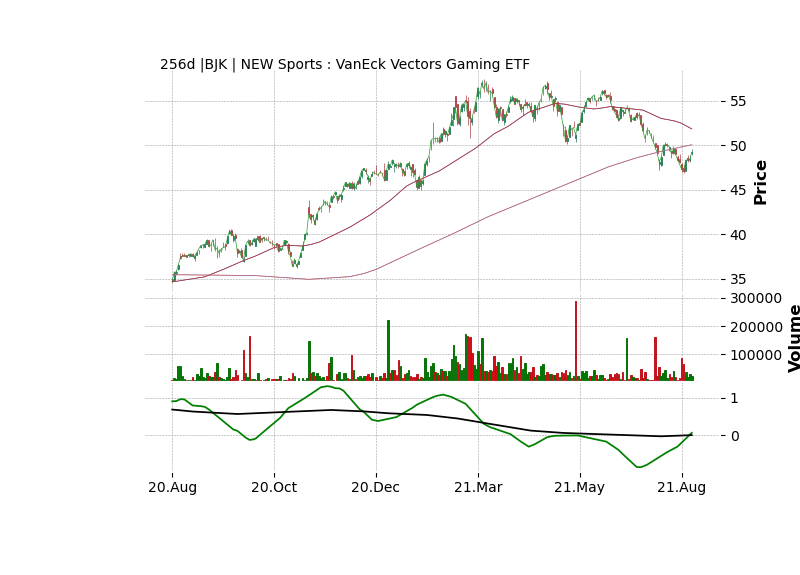 256d |BJK | NEW Sports : VanEck Vectors Gaming ETF
55
50
45
40
35
Price
300000
200000
100000
Volume
1
0
20.Aug
20.Oct
20.Dec
21.Mar
21.May
21.Aug